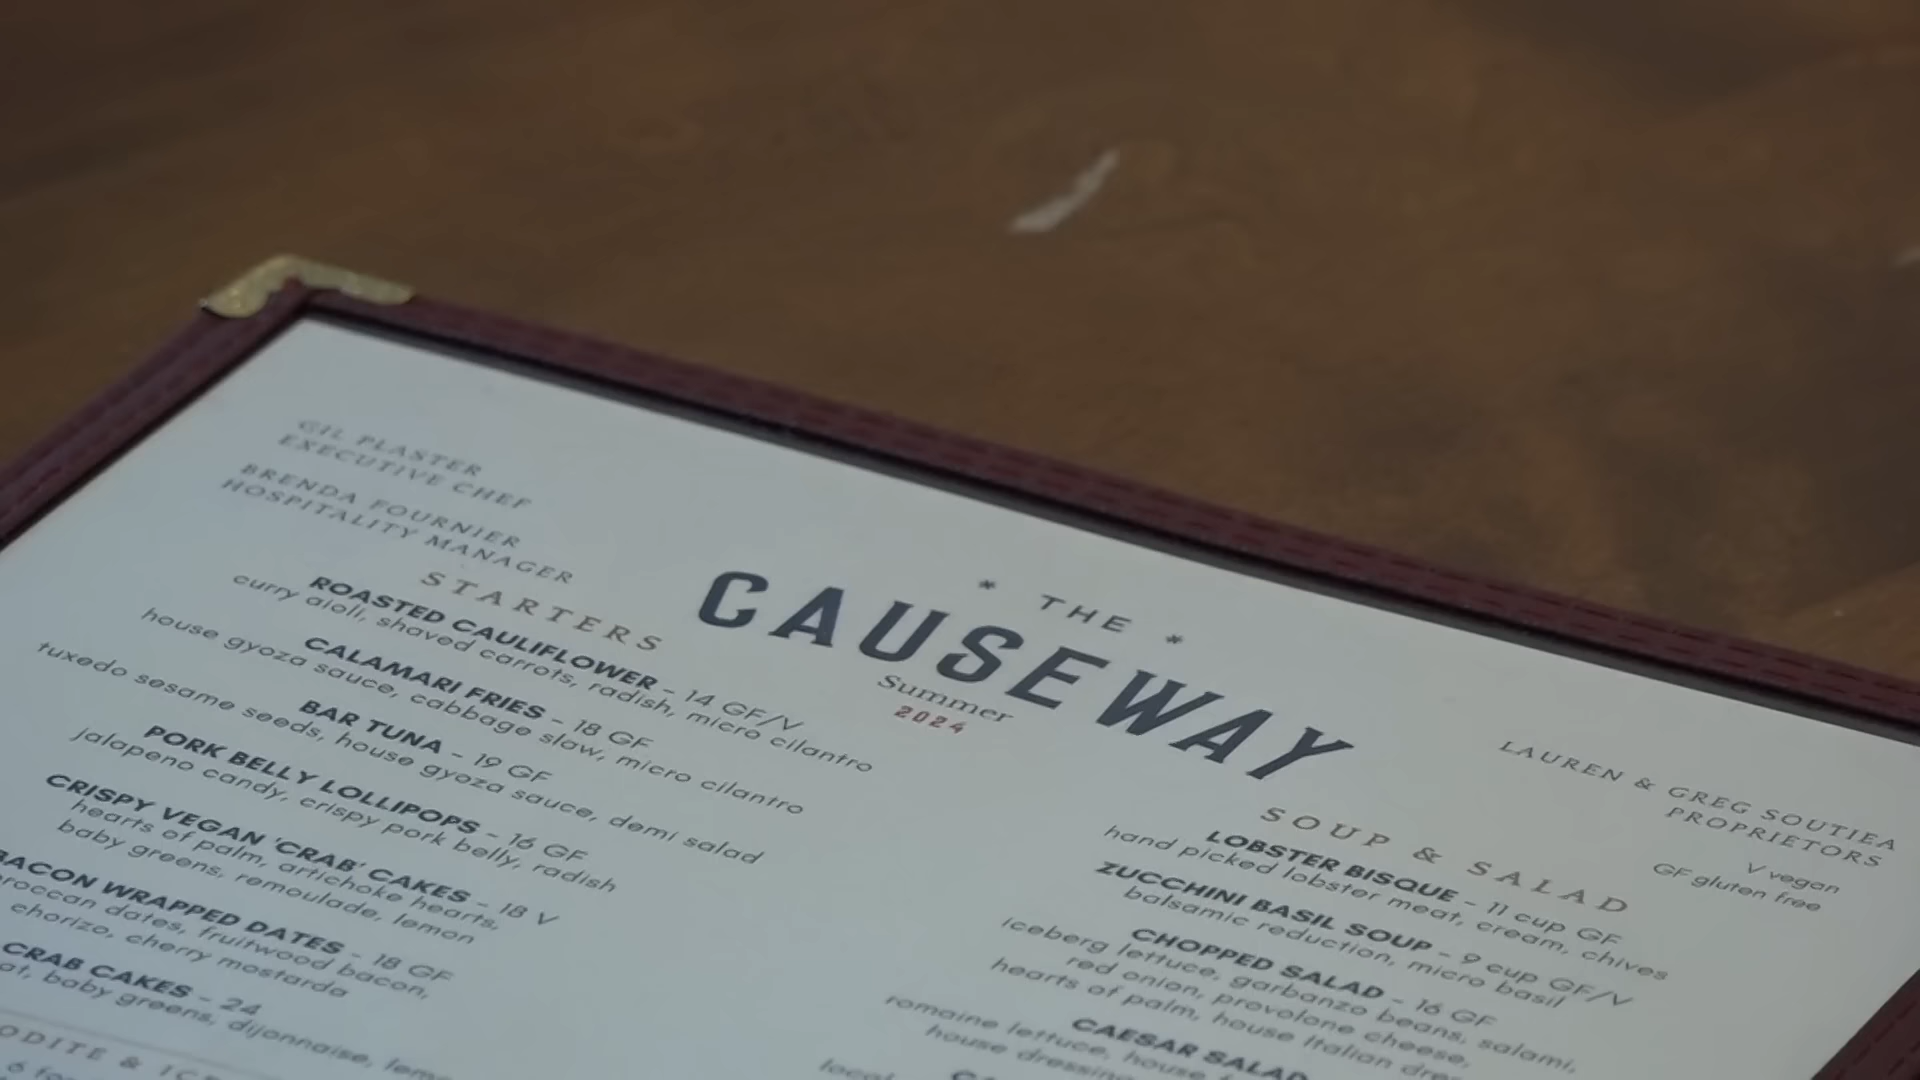 GIL PLASTER
EXECUTIVE CHEF
BRENDA FOURNIER
HOSPITALITY MANAGER
* THE *
CAUSEWAY
Summer
2024
LAUREN & GREG SOUTIEA
PROPRIETORS
V vegan
GF gluten free
STARTERS
ROASTED CAULIFLOWER - 14 GF/V
curry aioli, shaved carrots, radish, micro cilantro
CALAMARI FRIES - 18 GF
house gyoza sauce, cabbage slaw, micro cilantro
BAR TUNA - 19 GF
tuxedo sesame seeds, house gyoza sauce, demi salad
PORK BELLY LOLLIPOPS - 16 GF
jalapeno candy, crispy pork belly, radish
CRISPY VEGAN 'CRAB' CAKES - 18 V
hearts of palm, artichoke hearts,
baby greens, remoulade, lemon
BACON WRAPPED DATES - 18 GF
dates, fruitwood bacon,
chorizo, cherry mostarda
CRAB CAKES - 24
baby greens, dijonnaise,
&
6
SOUP & SALAD
LOBSTER BISQUE - 11 cup GF
hand picked lobster meat, cream, chives
ZUCCHINI BASIL SOUP - 9 cup GF/V
balsamic reduction, micro basil
CHOPPED SALAD - 16 GF
iceberg lettuce, garbanzo beans, salami,
red onion, provolone cheese,
hearts of palm, house Italian
CAESAR SALAD
romaine lettuce, house
house dressing
local